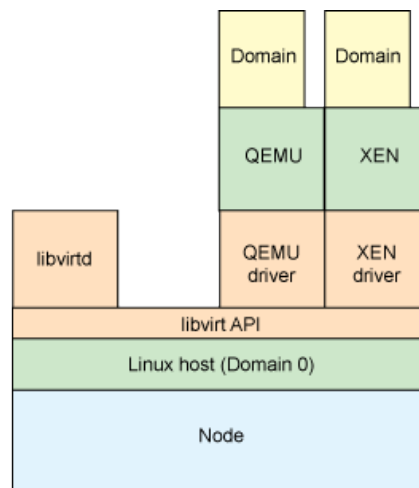 Domain
Domain
QEMU
XEN
libvirtd
QEMU
driver
XEN
driver
libvirt API
Linux host (Domain 0)
Node